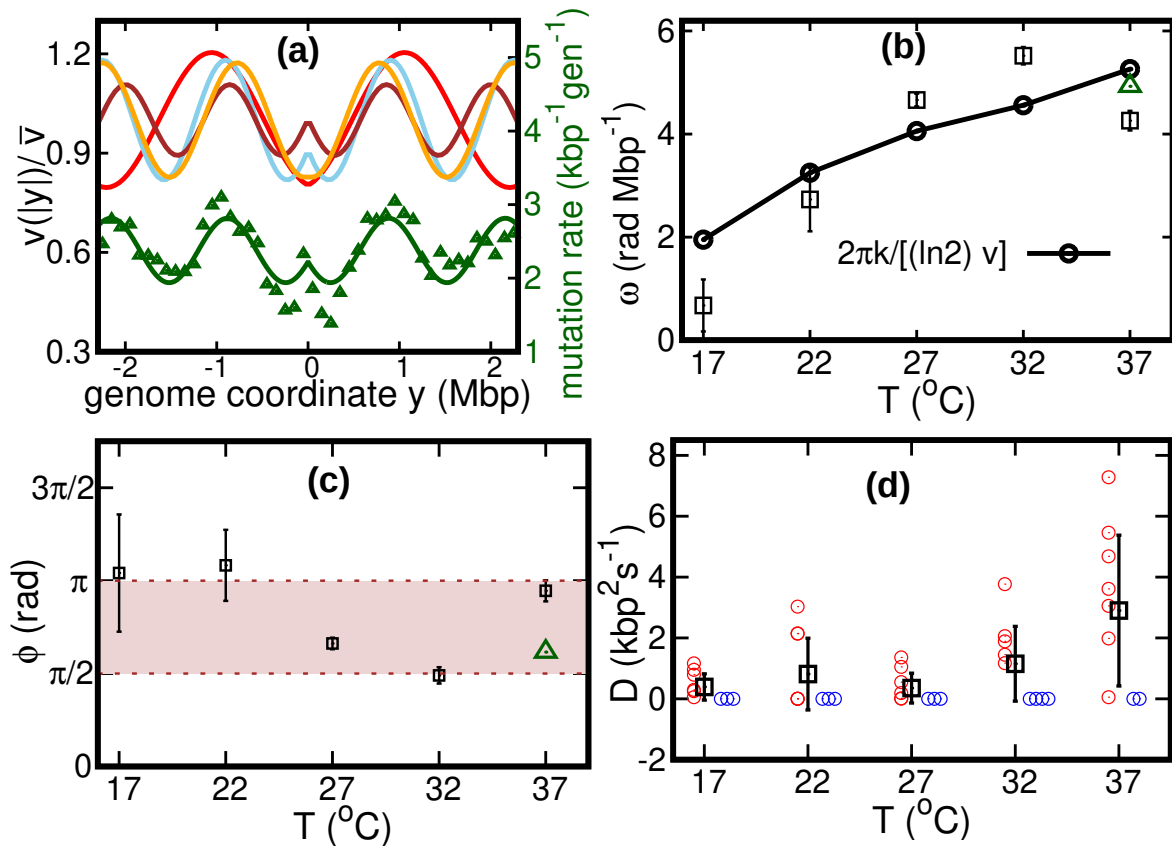 (a)
v(|y|)/ v̅
1.2
0.9
0.6
0.3
5
4
3
2
1
mutation rate (kbp⁻¹ gen⁻¹)
-2 -1 0 1 2
genome coordinate y (Mbp)
(b)
ω (rad Mbp⁻¹)
6
4
2
0
2πk/[(ln2) v]
17 22 27 32 37
T (°C)
(c)
ϕ (rad)
3π/2
π
π/2
0
17 22 27 32 37
T (°C)
(d)
D (kbp²s⁻¹)
8
6
4
2
0
-2
17 22 27 32 37
T (°C)